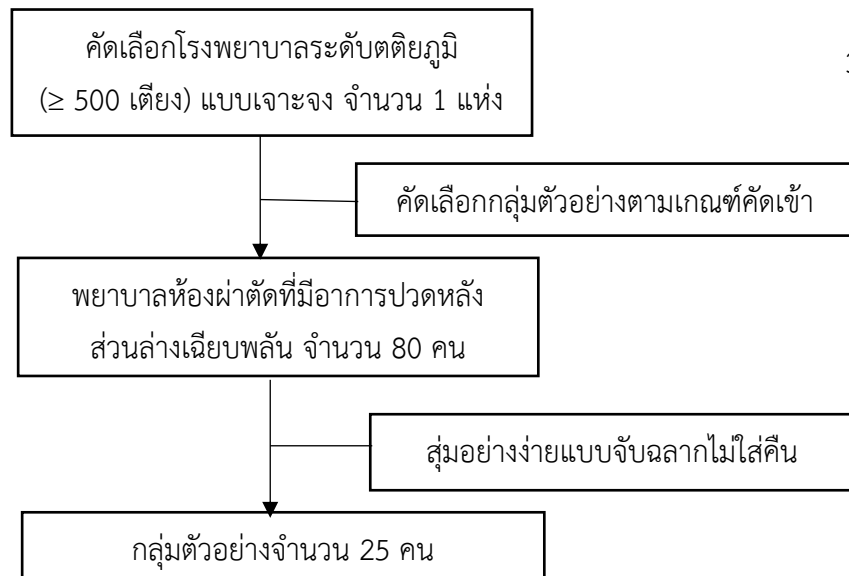 คัดเลือกโรงพยาบาลระดับตติยภูมิ
(≥ 500 เตียง) แบบเจาะจง จำนวน 1 แห่ง
คัดเลือกกลุ่มตัวอย่างตามเกณฑ์คัดเข้า
พยาบาลห้องผ่าตัดที่มีอาการปวดหลัง
ส่วนล่างเฉียบพลัน จำนวน 80 คน
สุ่มอย่างง่ายแบบจับฉลากไม่ใส่คืน
กลุ่มตัวอย่างจำนวน 25 คน